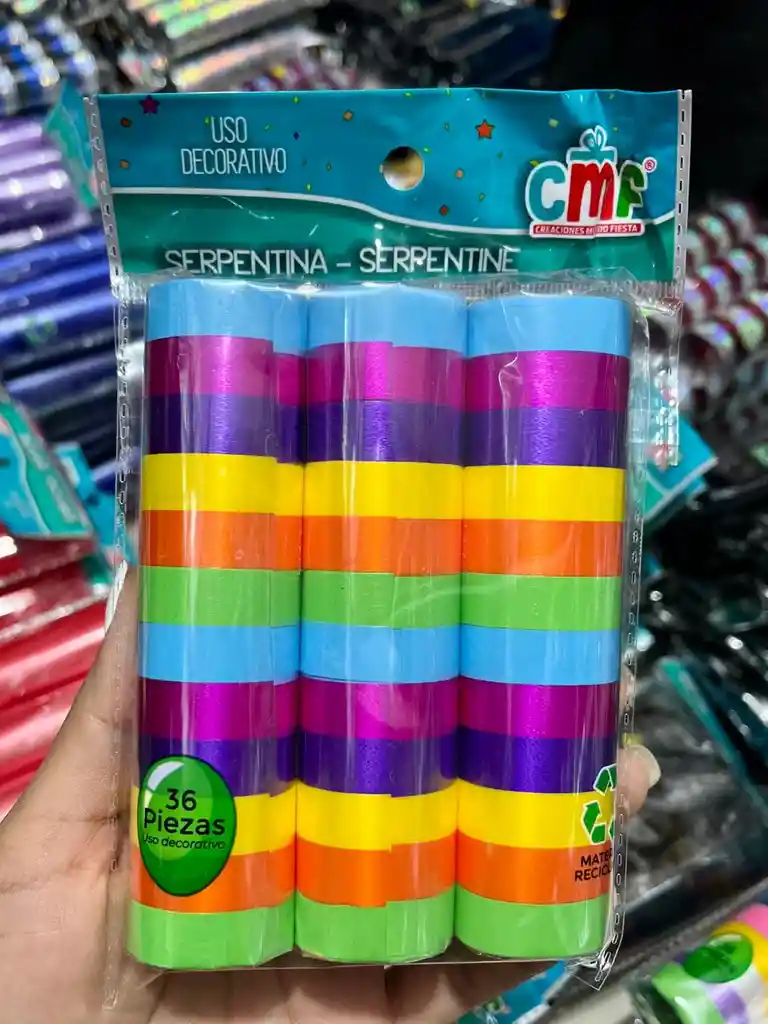 USO
DECORATIVO
cmf®
CREACIONES MUNDO FIESTA
SERPENTINA – SERPENTINE
36
Piezas
Uso decorativo